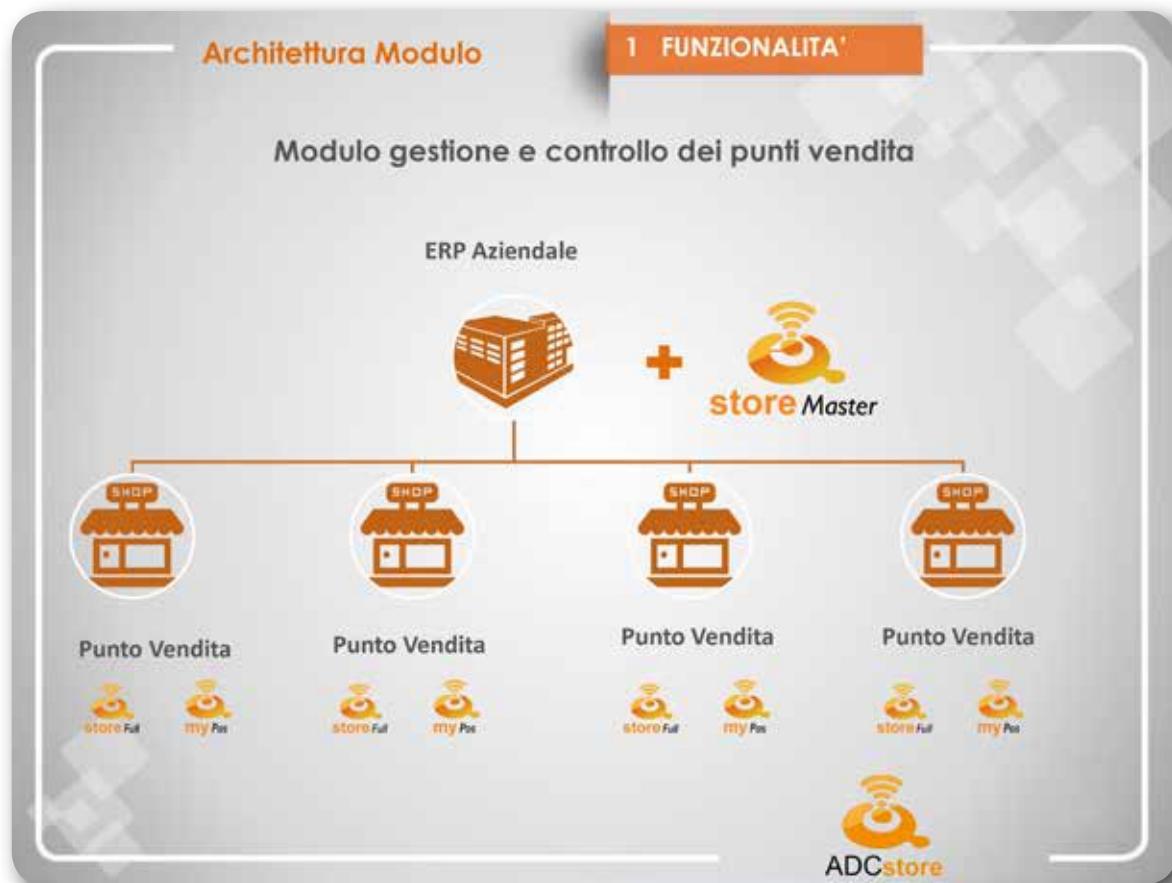 Architettura Modulo
1 FUNZIONALITA'
Modulo gestione e controllo dei punti vendita
ERP Aziendale
store Master
SHOP
SHOP
SHOP
SHOP
Punto Vendita
Punto Vendita
Punto Vendita
Punto Vendita
store Full
my Pos
store Full
my Pos
store Full
my Pos
store Full
my Pos
ADCstore